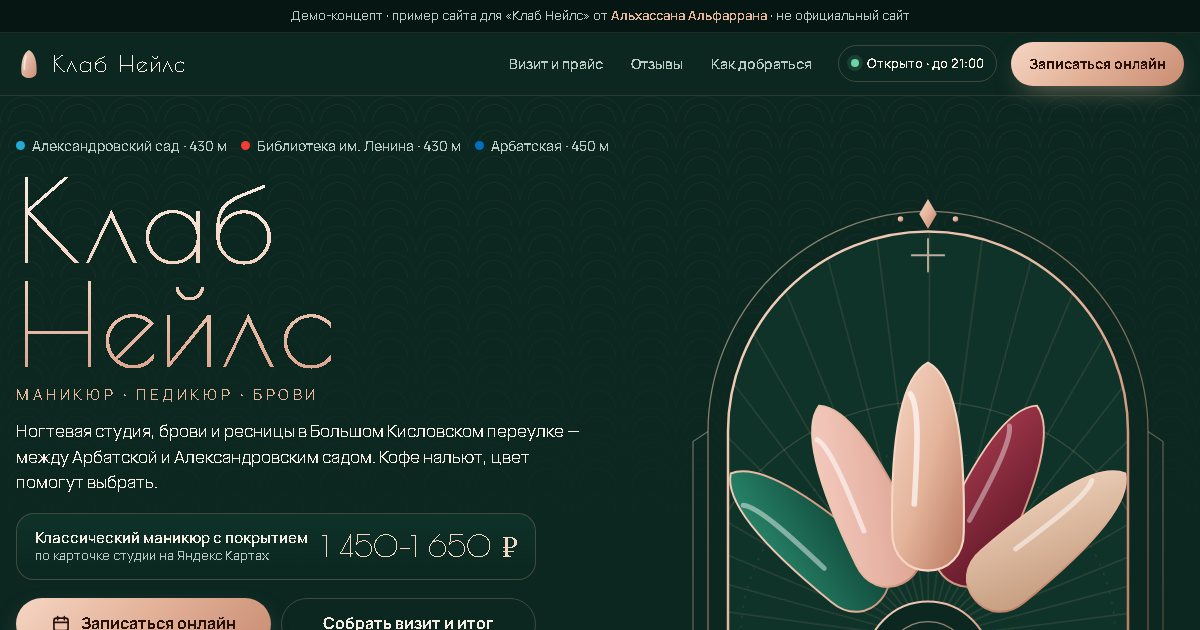 Демо-концепт · пример сайта для «Клаб Нейлс» от Альхассана Альфаррана · не официальный сайт
Клаб Нейлс
Визит и прайс
Отзывы
Как добраться
Открыто · до 21:00
Записаться онлайн
Александровский сад · 430 м
Библиотека им. Ленина · 430 м
Арбатская · 450 м
Клаб
Нейлс
МАНИКЮР · ПЕДИКЮР · БРОВИ
Ногтевая студия, брови и ресницы в Большом Кисловском переулке —
между Арбатской и Александровским садом. Кофе нальют, цвет
помогут выбрать.
Классический маникюр с покрытием
по карточке студии на Яндекс Картах
1 450–1 650 ₽
Записаться онлайн
Собрать визит и итог